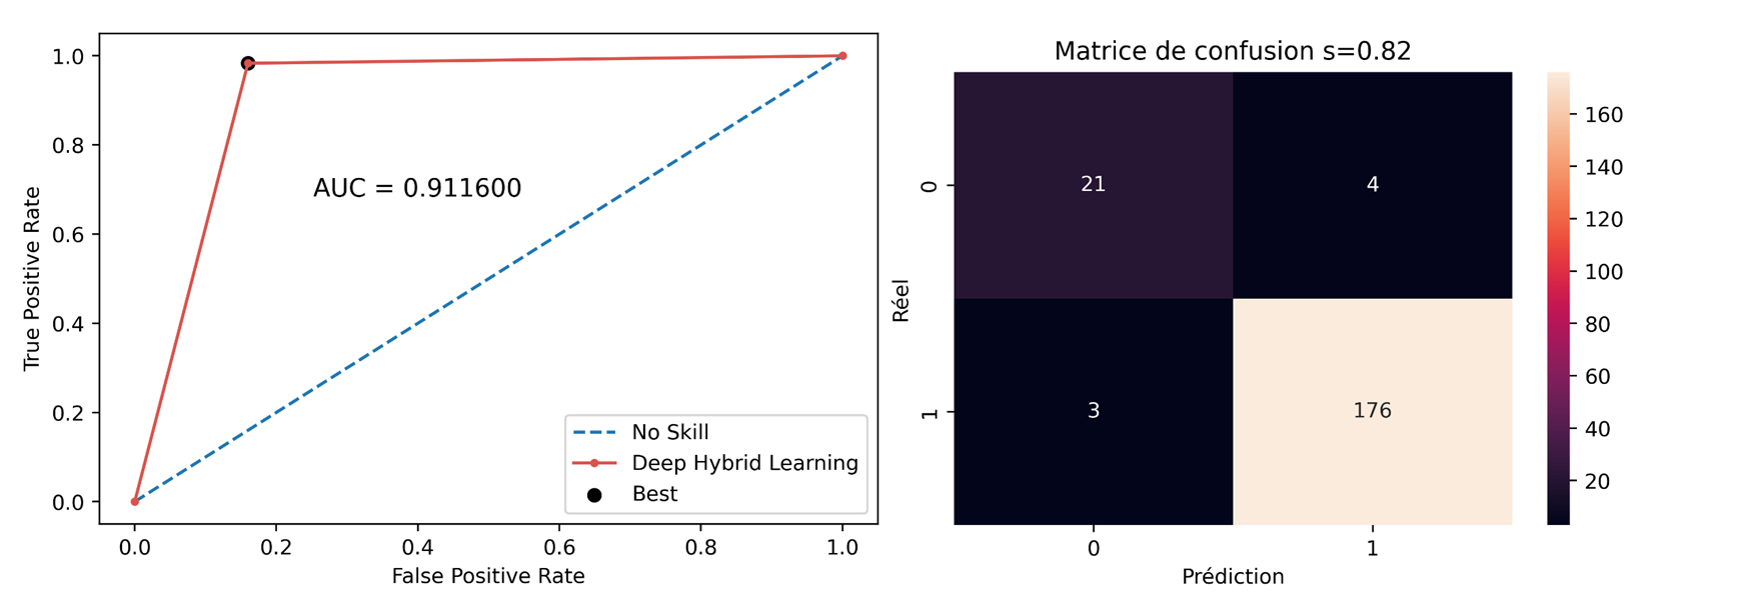 1.0
0.8
0.6
0.4
0.2
0.0
True Positive Rate
AUC = 0.911600
No Skill
Deep Hybrid Learning
Best
0.0 0.2 0.4 0.6 0.8 1.0
False Positive Rate
Matrice de confusion s=0.82
Réel
0
1
21 4
3 176
0 1
Prédiction
160
140
120
100
80
60
40
20